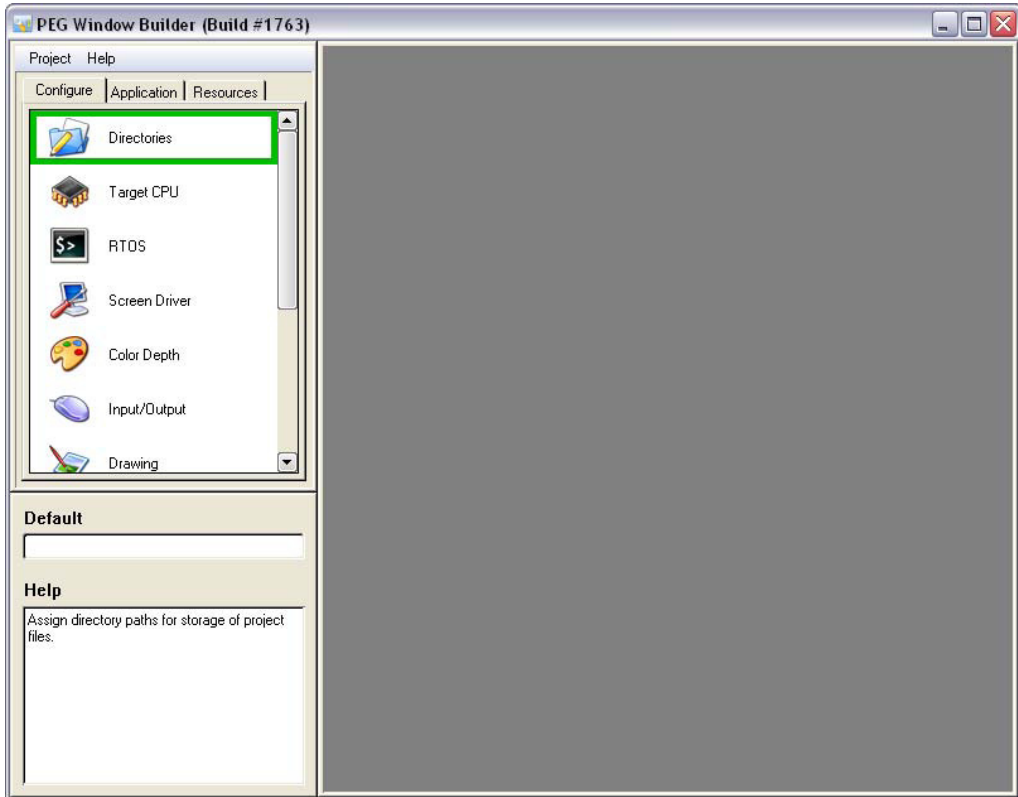 PEG Window Builder (Build #1763)
Project Help
Configure Application Resources
Directories
Target CPU
$>
RTOS
Screen Driver
Color Depth
Input/Output
Drawing
Default
Help
Assign directory paths for storage of project
files.